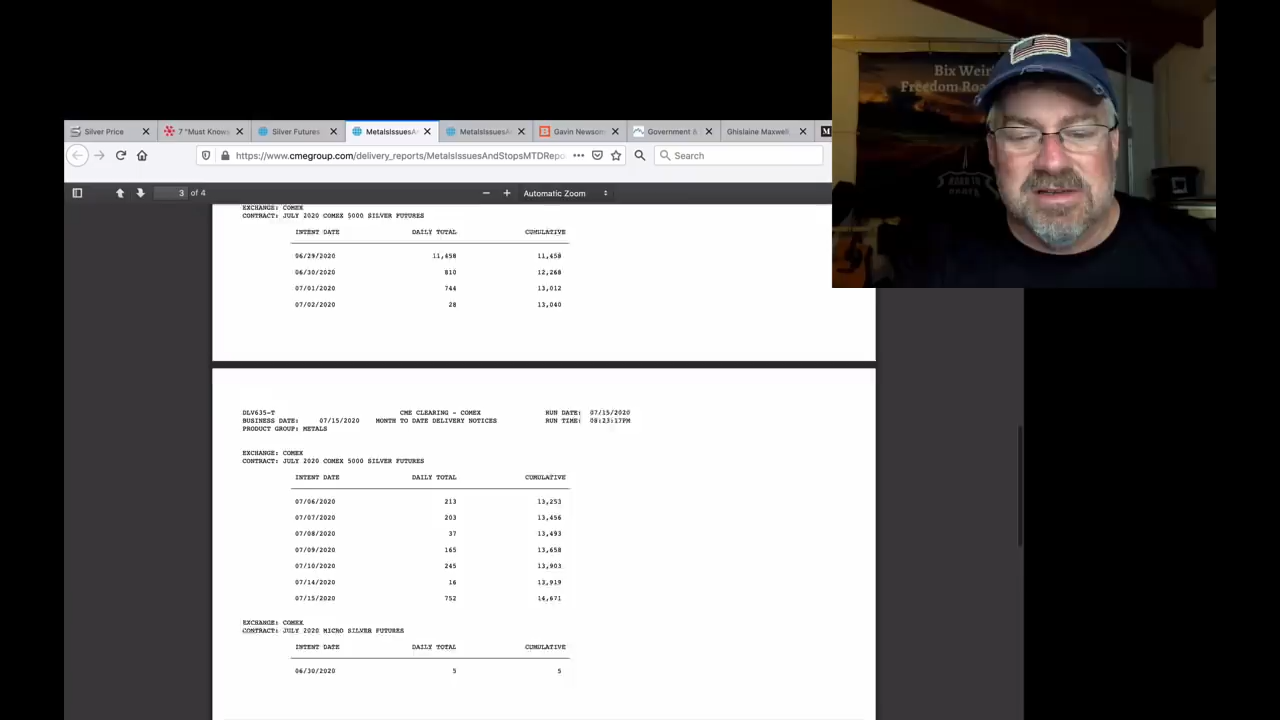 Bix Weir
Freedom Roa
Silver Price
7 "Must Knows
Silver Futures
MetalsIssuesAr
MetalsIssuesAr
Gavin Newsom
Government 6
Ghislaine Maxwell,
https://www.cmegroup.com/delivery_reports/MetalsIssuesAndStopsMTDRepo
Search
3 of 4
Automatic Zoom
EXCHANGE: COMEX
CONTRACT: JULY 2020 COMEX 5000 SILVER FUTURES
INTENT DATE DAILY TOTAL CUMULATIVE
06/29/2020 11,458 11,458
06/30/2020 810 12,268
07/01/2020 744 13,012
07/02/2020 28 13,040
DLV635-T CME CLEARING - COMEX RUN DATE: 07/15/2020
BUSINESS DATE: 07/15/2020 MONTH TO DATE DELIVERY NOTICES RUN TIME: 08:23:17PM
PRODUCT GROUP: METALS
EXCHANGE: COMEX
CONTRACT: JULY 2020 COMEX 5000 SILVER FUTURES
INTENT DATE DAILY TOTAL CUMULATIVE
07/06/2020 213 13,253
07/07/2020 203 13,456
07/08/2020 37 13,493
07/09/2020 165 13,658
07/10/2020 245 13,903
07/14/2020 16 13,919
07/15/2020 752 14,671
EXCHANGE: COMEX
CONTRACT: JULY 2020 MICRO SILVER FUTURES
INTENT DATE DAILY TOTAL CUMULATIVE
06/30/2020 5 5